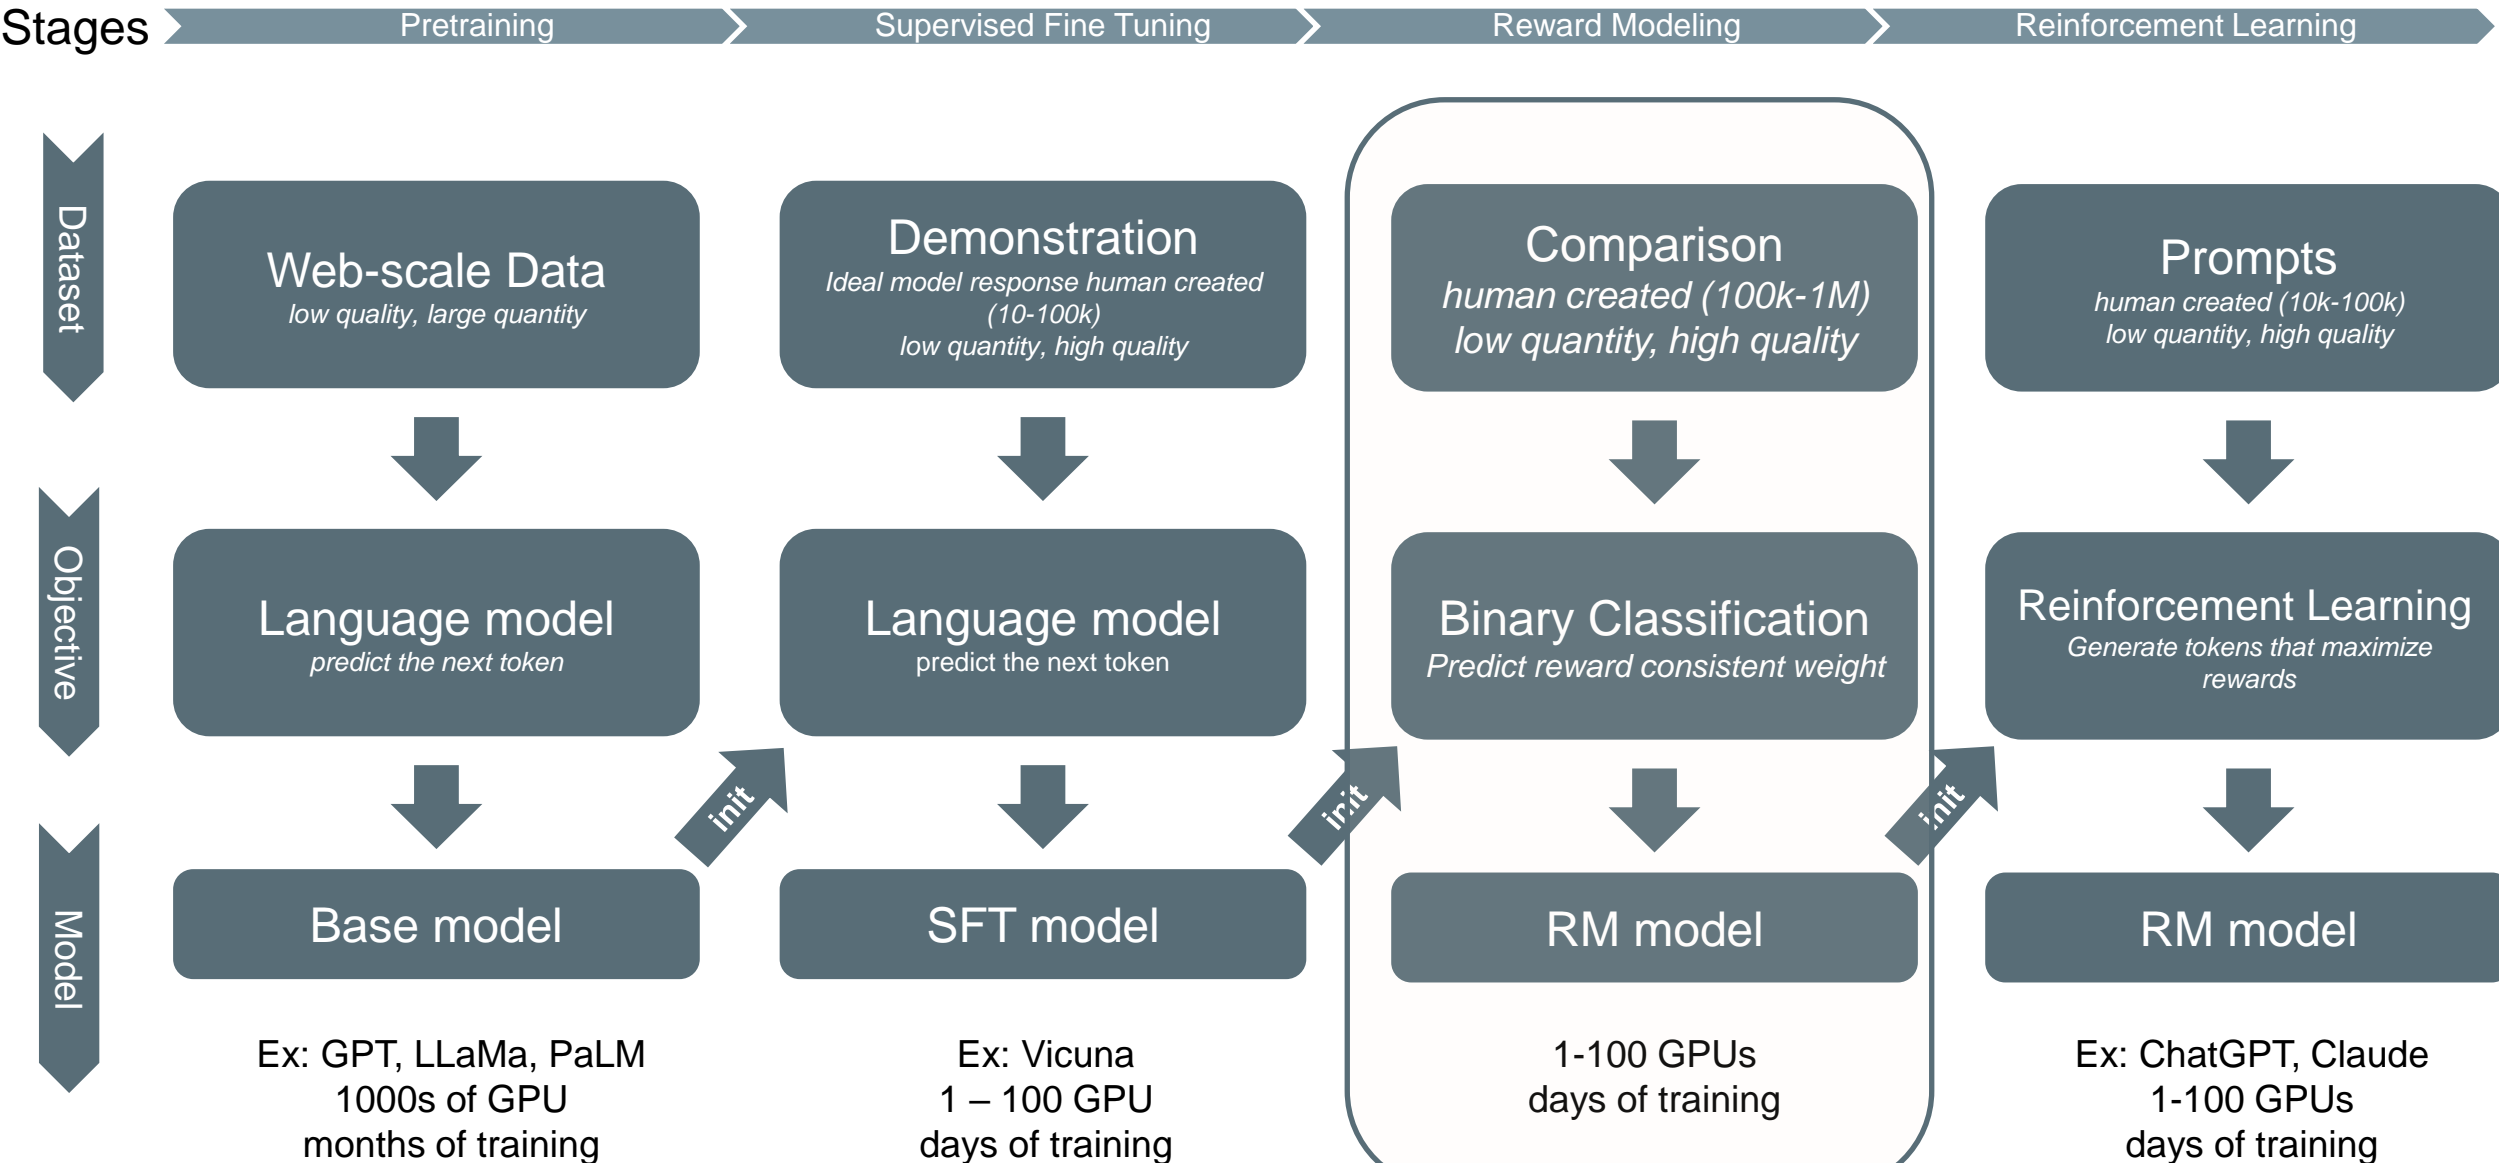 Stages
Pretraining
Supervised Fine Tuning
Reward Modeling
Reinforcement Learning
Dataset
Web-scale Data
low quality, large quantity
Demonstration
Ideal model response human created
(10-100k)
low quantity, high quality
Comparison
human created (100k-1M)
low quantity, high quality
Prompts
human created (10k-100k)
low quantity, high quality
Objective
Language model
predict the next token
Language model
predict the next token
Binary Classification
Predict reward consistent weight
Reinforcement Learning
Generate tokens that maximize
rewards
init
init
init
Model
Base model
SFT model
RM model
RM model
Ex: GPT, LLaMa, PaLM
1000s of GPU
months of training
Ex: Vicuna
1 – 100 GPU
days of training
1-100 GPUs
days of training
Ex: ChatGPT, Claude
1-100 GPUs
days of training